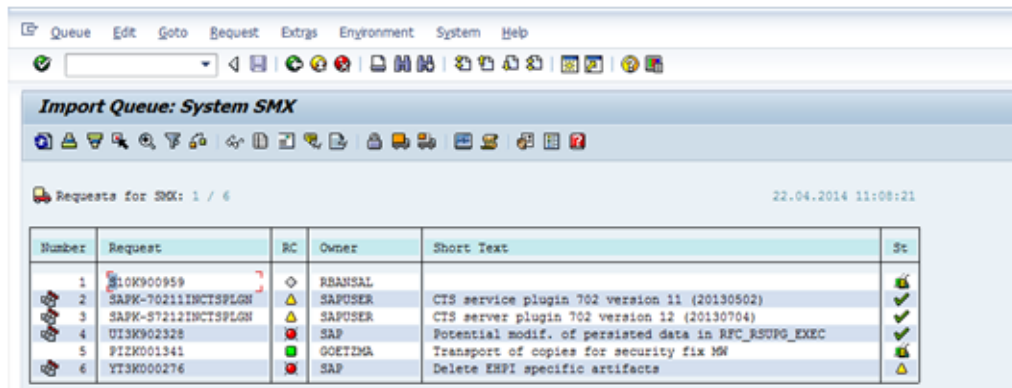 Queue Edit Goto Request Extras Environment System Help
Import Queue: System SMX
Requests for SMX: 1 / 6 22.04.2014 11:08:21
Number Request RC Owner Short Text St
1 S10K900959 RBANSAL
2 SAPK-70211INCTSPLGN SAPUSER CTS service plugin 702 version 11 (20130502)
3 SAPK-S7212INCTSPLGN SAPUSER CTS server plugin 702 version 12 (20130704)
4 UI3K902328 SAP Potential modif. of persisted data in RFC_RSUPG_EXEC
5 PIZK001341 GOETZMA Transport of copies for security fix MW
6 YT3K000276 SAP Delete EHPI specific artifacts